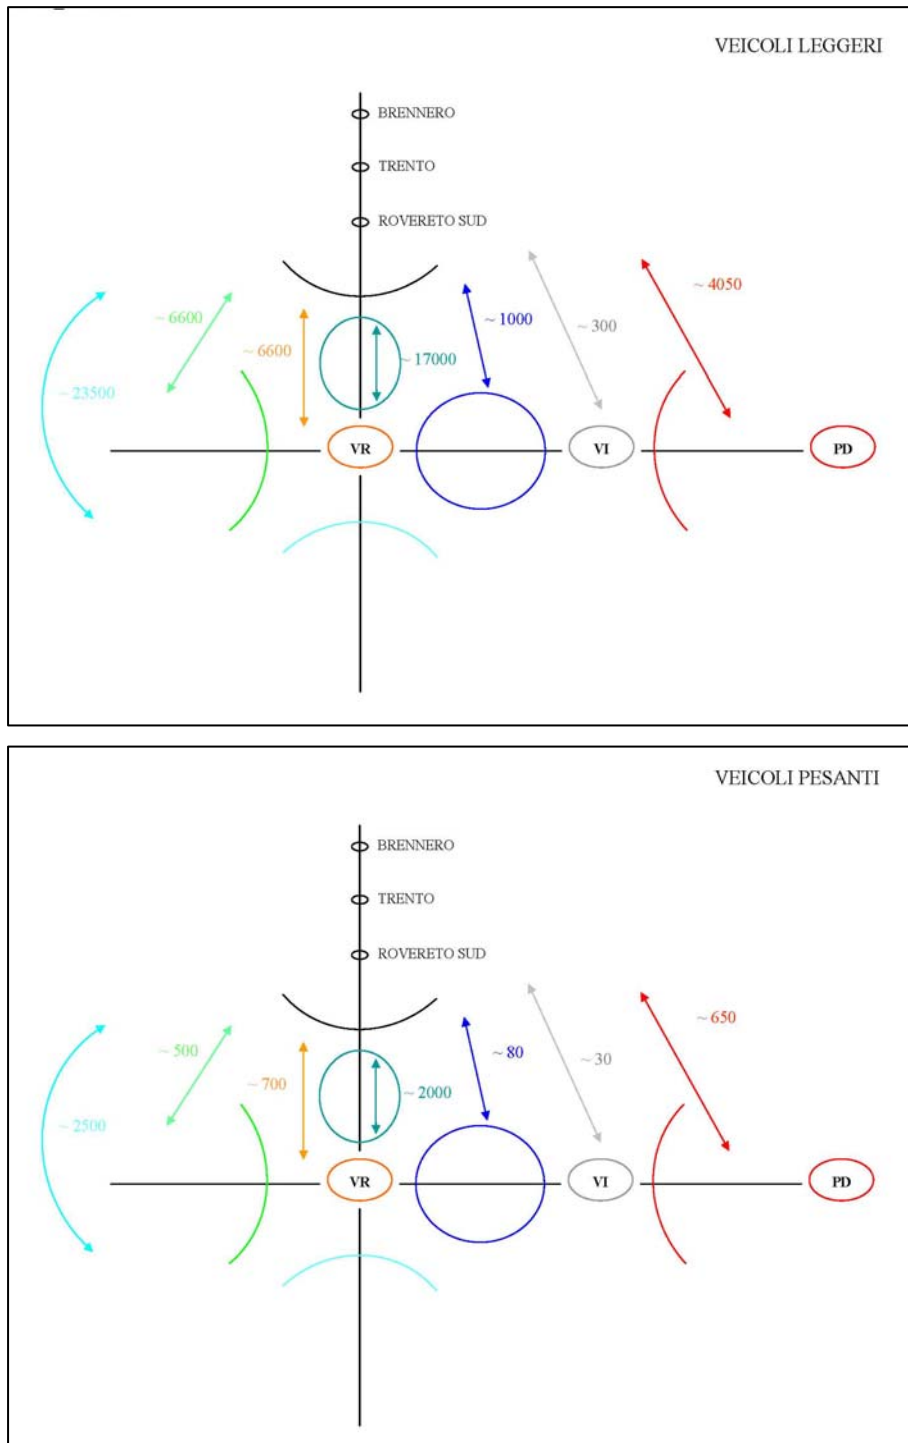 VEICOLI LEGGERI
BRENNERO
TRENTO
ROVERETO SUD
~ 4050
~ 6600
~ 1000
~ 300
~ 6600
~ 17000
~ 23500
VR
VI
PD
VEICOLI PESANTI
BRENNERO
TRENTO
ROVERETO SUD
~ 650
~ 500
~ 80
~ 30
~ 700
~ 2000
~ 2500
VR
VI
PD